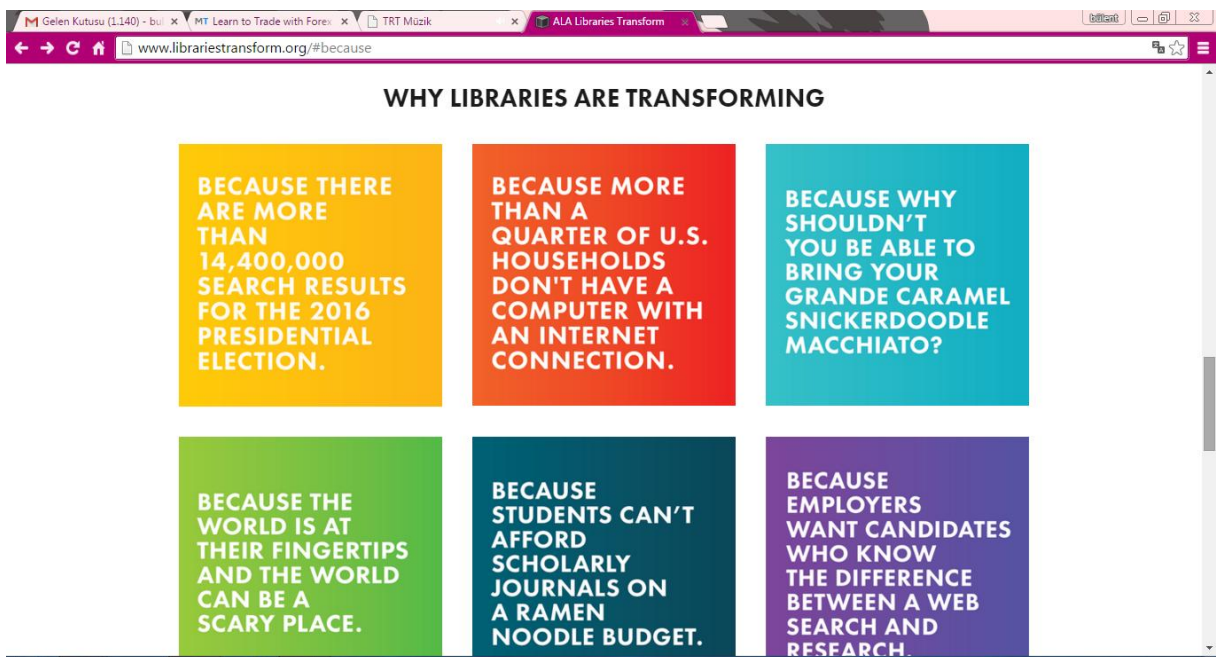 Gelen Kutusu (1.140) - bul
MT Learn to Trade with Forex
TRT Müzik
ALA Libraries Transform
bilient
www.librariestransform.org/#because
WHY LIBRARIES ARE TRANSFORMING
BECAUSE THERE
ARE MORE
THAN
14,400,000
SEARCH RESULTS
FOR THE 2016
PRESIDENTIAL
ELECTION.
BECAUSE MORE
THAN A
QUARTER OF U.S.
HOUSEHOLDS
DON'T HAVE A
COMPUTER WITH
AN INTERNET
CONNECTION.
BECAUSE WHY
SHOULDN'T
YOU BE ABLE TO
BRING YOUR
GRANDE CARAMEL
SNICKERDOODLE
MACCHIATO?
BECAUSE THE
WORLD IS AT
THEIR FINGERTIPS
AND THE WORLD
CAN BE A
SCARY PLACE.
BECAUSE
STUDENTS CAN'T
AFFORD
SCHOLARLY
JOURNALS ON
A RAMEN
NOODLE BUDGET.
BECAUSE
EMPLOYERS
WANT CANDIDATES
WHO KNOW
THE DIFFERENCE
BETWEEN A WEB
SEARCH AND
RESEARCH.